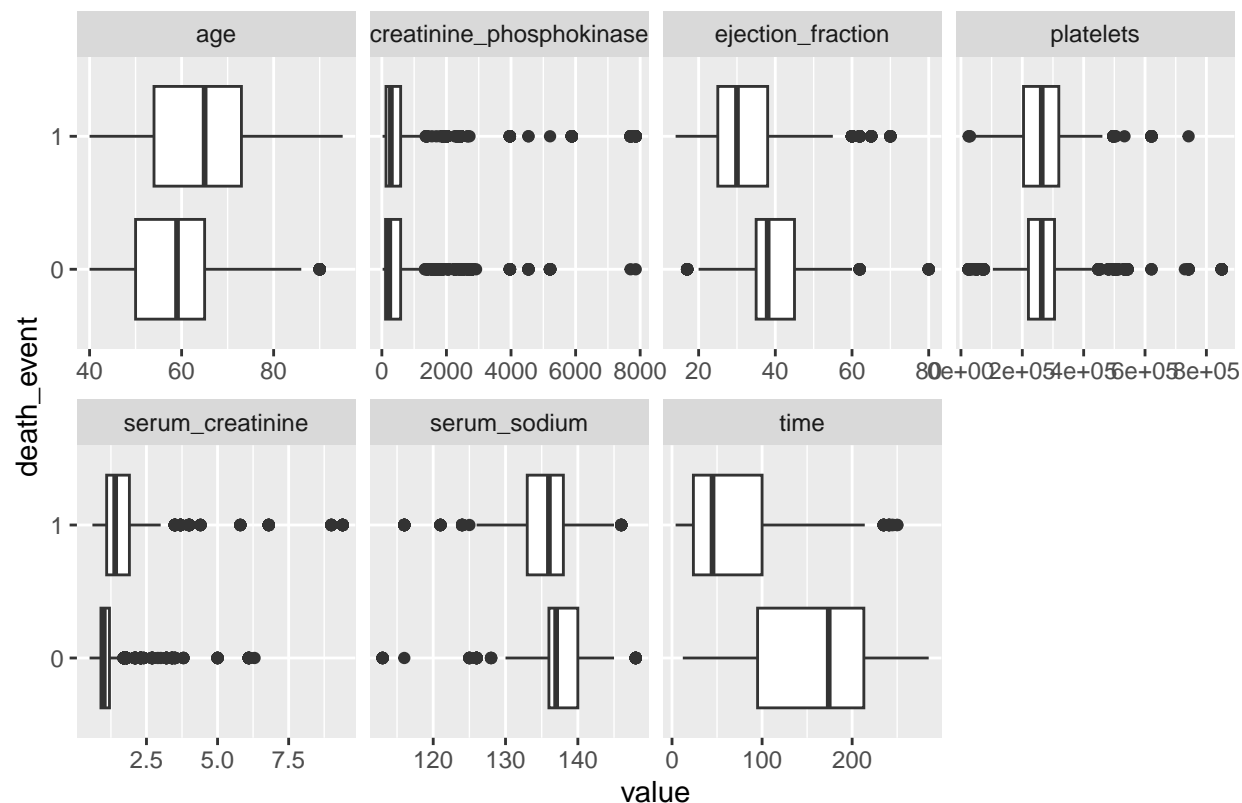 age creatinine_phosphokinase ejection_fraction platelets
1
0
40 60 80 0 2000 4000 6000 8000 20 40 60 80 0e+00 2e+05 4e+05 6e+05 8e+05
death_event
serum_creatinine serum_sodium time
1
0
2.5 5.0 7.5 120 130 140 0 100 200
value